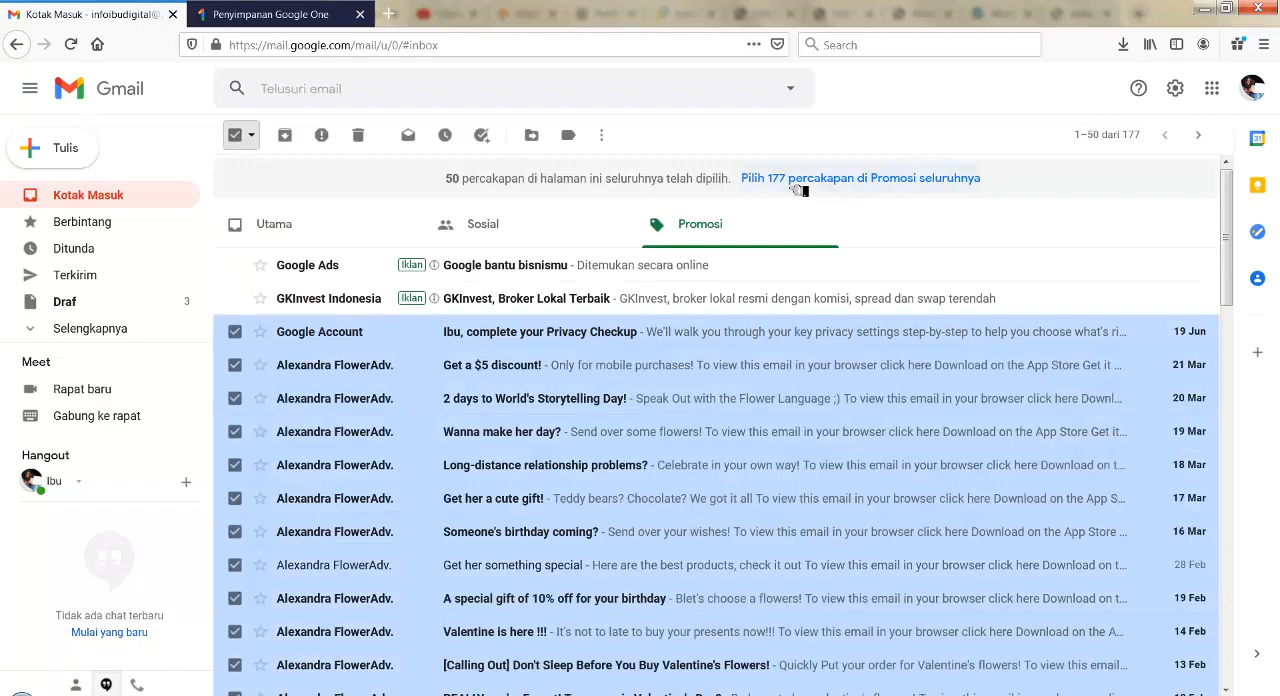 Kotak Masuk - infoibudigital@
Penyimpanan Google One
https://mail.google.com/mail/u/0/#inbox
Search
Gmail
Telusuri email
Tulis
1–50 dari 177
50 percakapan di halaman ini seluruhnya telah dipilih. Pilih 177 percakapan di Promosi seluruhnya
Kotak Masuk
Berbintang
Ditunda
Terkirim
Draf 3
Selengkapnya
Meet
Rapat baru
Gabung ke rapat
Hangout
Ibu
Tidak ada chat terbaru
Mulai yang baru
Utama
Sosial
Promosi
Google Ads Iklan Google bantu bisnismu - Ditemukan secara online
GKInvest Indonesia Iklan GKInvest, Broker Lokal Terbaik - GKInvest, broker lokal resmi dengan komisi, spread dan swap terendah
Google Account Ibu, complete your Privacy Checkup - We'll walk you through your key privacy settings step-by-step to help you choose what's ri... 19 Jun
Alexandra FlowerAdv. Get a $5 discount! - Only for mobile purchases! To view this email in your browser click here Download on the App Store Get it ... 21 Mar
Alexandra FlowerAdv. 2 days to World's Storytelling Day! - Speak Out with the Flower Language ;) To view this email in your browser click here Downl... 20 Mar
Alexandra FlowerAdv. Wanna make her day? - Send over some flowers! To view this email in your browser click here Download on the App Store Get it... 19 Mar
Alexandra FlowerAdv. Long-distance relationship problems? - Celebrate in your own way! To view this email in your browser click here Download on t... 18 Mar
Alexandra FlowerAdv. Get her a cute gift! - Teddy bears? Chocolate? We got it all To view this email in your browser click here Download on the App S... 17 Mar
Alexandra FlowerAdv. Someone's birthday coming? - Send over your wishes! To view this email in your browser click here Download on the App Store ... 16 Mar
Alexandra FlowerAdv. Get her something special - Here are the best products, check it out To view this email in your browser click here Download on t... 28 Feb
Alexandra FlowerAdv. A special gift of 10% off for your birthday - Blet's choose a flowers! To view this email in your browser click here Download on t... 19 Feb
Alexandra FlowerAdv. Valentine is here !!! - It's not to late to buy your presents now!!! To view this email in your browser click here Download on the A... 14 Feb
Alexandra FlowerAdv. [Calling Out] Don't Sleep Before You Buy Valentine's Flowers! - Quickly Put your order for Valentine's flowers! To view this email... 13 Feb